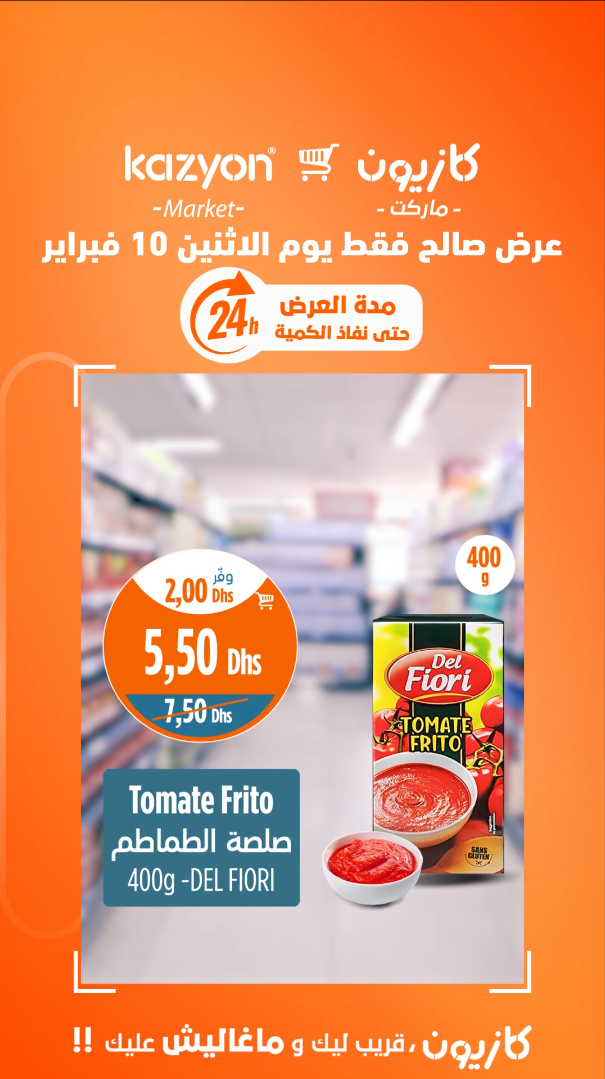 kazyon® كازيون
-Market- - ماركت -
عرض صالح فقط يوم الاثنين 10 فبراير
24h
مدة العرض
حتى نفاذ الكمية
400
g
وفّر
2,00 Dhs
5,50 Dhs
7,50 Dhs
Del
Fiori
TOMATE
FRITO
SANS
GLUTEN
Tomate Frito
صلصة الطماطم
400g -DEL FIORI
كازيون، قريب ليك و ماغاليش عليك !!